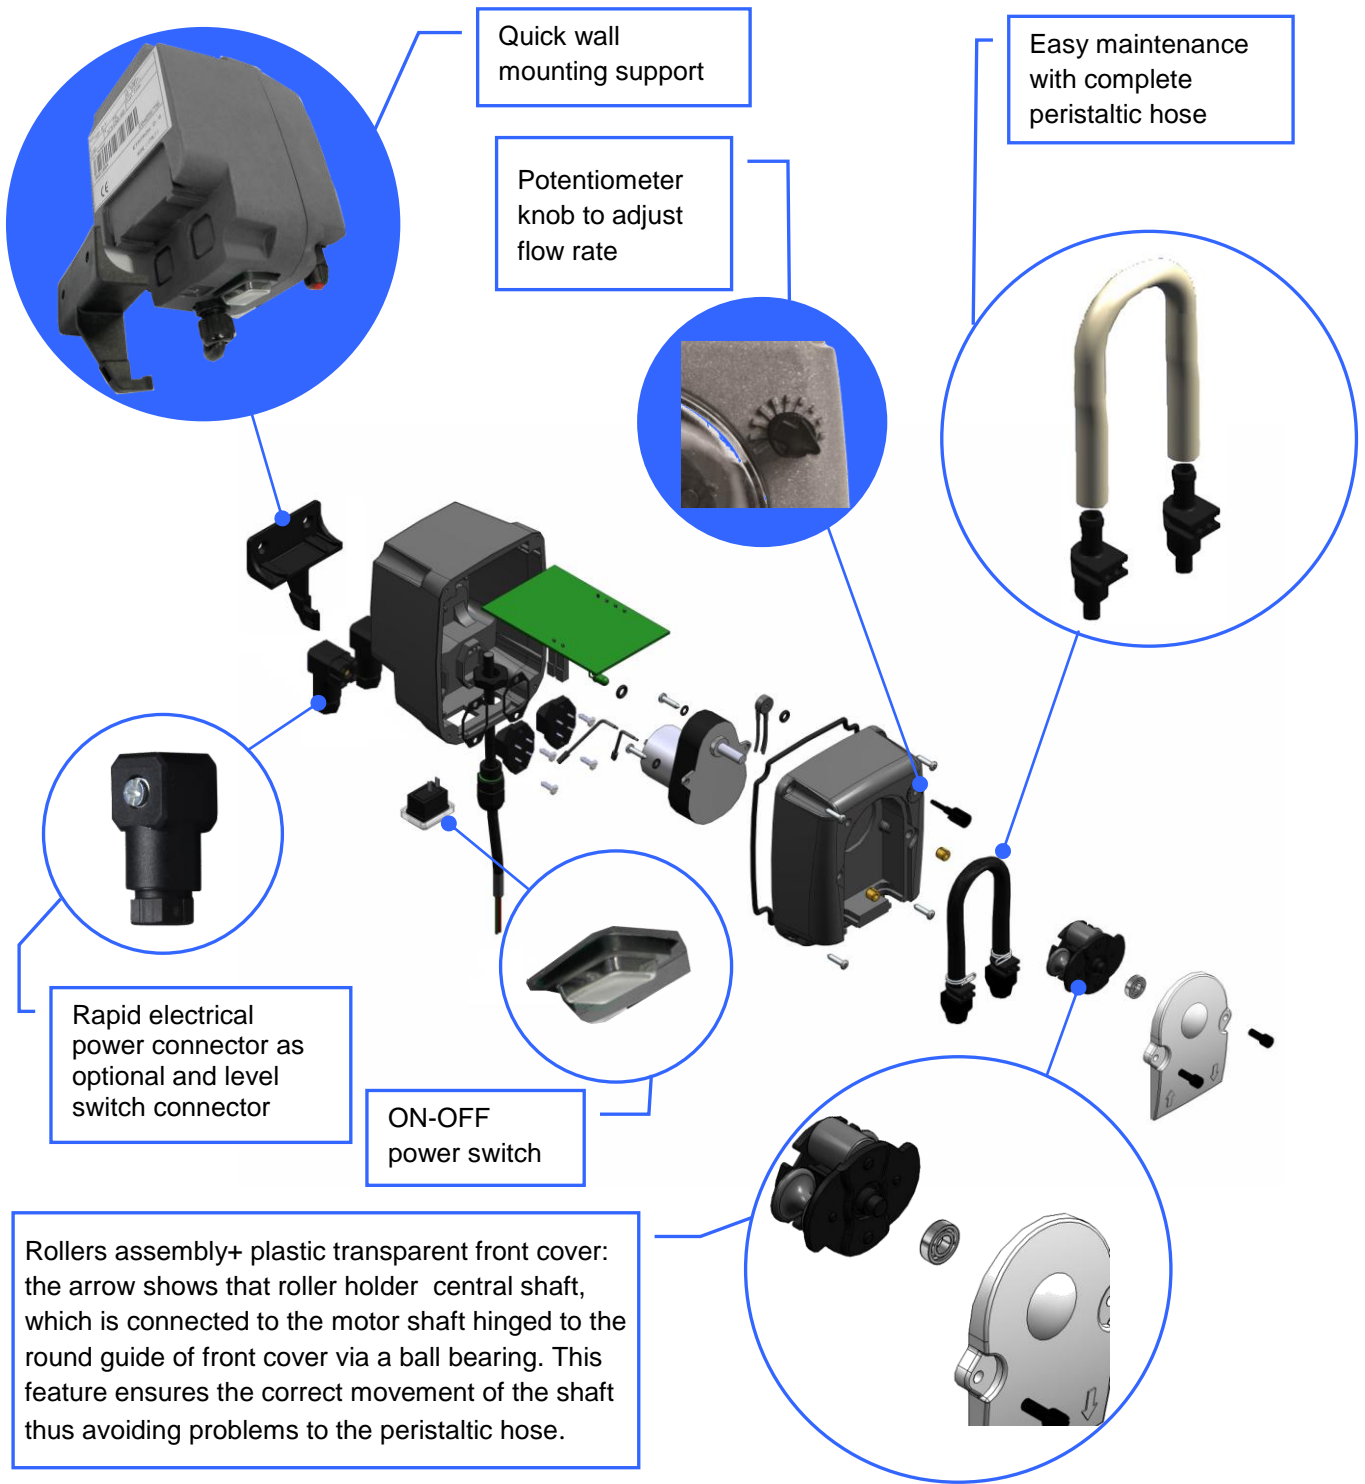 Quick wall
mounting support
Easy maintenance
with complete
peristaltic hose
Potentiometer
knob to adjust
flow rate
CE
Rapid electrical
power connector as
optional and level
switch connector
ON-OFF
power switch
Rollers assembly+ plastic transparent front cover:
the arrow shows that roller holder  central shaft,
which is connected to the motor shaft hinged to the
round guide of front cover via a ball bearing. This
feature ensures the correct movement of the shaft
thus avoiding problems to the peristaltic hose.